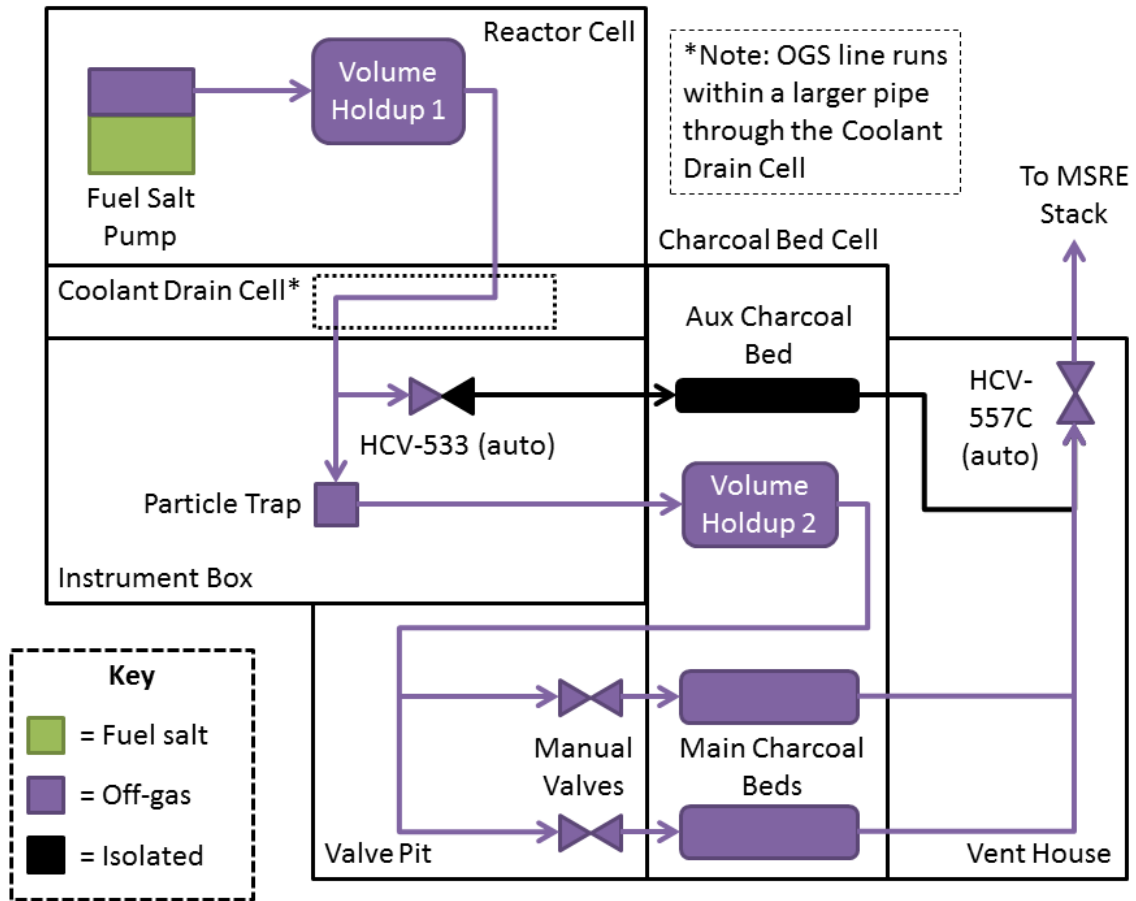 Reactor Cell
Volume
Holdup 1
Fuel Salt
Pump
*Note: OGS line runs
within a larger pipe
through the Coolant
Drain Cell
To MSRE
Stack
Coolant Drain Cell*
Charcoal Bed Cell
Aux Charcoal
Bed
HCV-533 (auto)
HCV-
557C
(auto)
Particle Trap
Volume
Holdup 2
Instrument Box
Manual
Valves
Main Charcoal
Beds
Valve Pit
Vent House
Key
= Fuel salt
= Off-gas
= Isolated